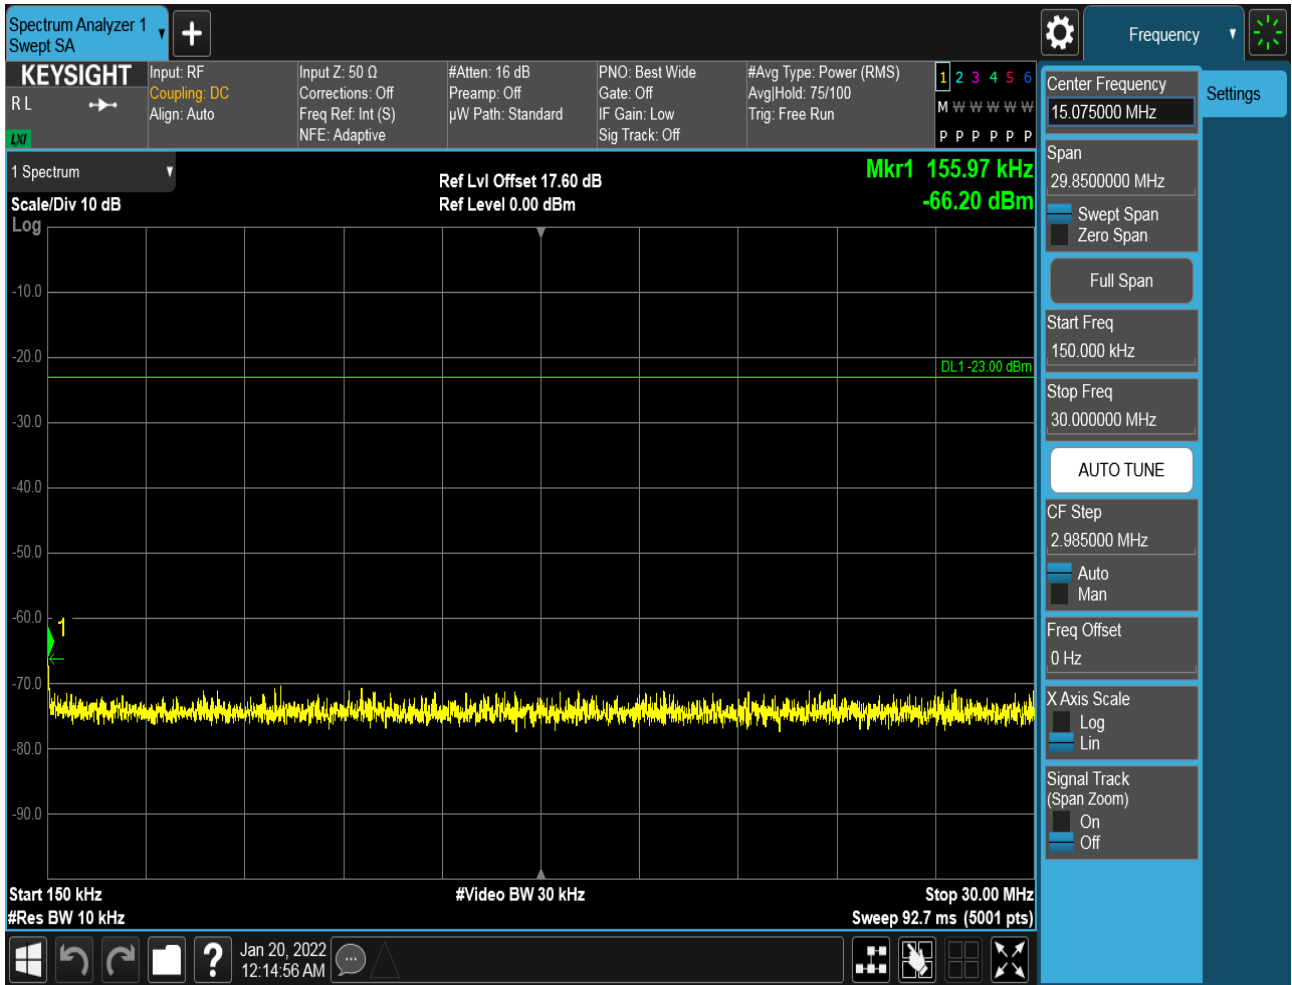 Spectrum Analyzer 1
Swept SA
Frequency
KEYSIGHT
R L
LXI
Input: RF
Coupling: DC
Align: Auto
Input Z: 50 Ω
Corrections: Off
Freq Ref: Int (S)
NFE: Adaptive
#Atten: 16 dB
Preamp: Off
µW Path: Standard
PNO: Best Wide
Gate: Off
IF Gain: Low
Sig Track: Off
#Avg Type: Power (RMS)
Avg|Hold: 75/100
Trig: Free Run
1 2 3 4 5 6
M W W W W W
P P P P P P
1 Spectrum
Scale/Div 10 dB
Log
Ref Lvl Offset 17.60 dB
Ref Level 0.00 dBm
Mkr1 155.97 kHz
-66.20 dBm
-10.0
-20.0
DL1 -23.00 dBm
-30.0
-40.0
-50.0
-60.0
1
-70.0
-80.0
-90.0
Start 150 kHz
#Video BW 30 kHz
Stop 30.00 MHz
#Res BW 10 kHz
Sweep 92.7 ms (5001 pts)
?
Jan 20, 2022
12:14:56 AM
Center Frequency
15.075000 MHz
Settings
Span
29.8500000 MHz
Swept Span
Zero Span
Full Span
Start Freq
150.000 kHz
Stop Freq
30.000000 MHz
AUTO TUNE
CF Step
2.985000 MHz
Auto
Man
Freq Offset
0 Hz
X Axis Scale
Log
Lin
Signal Track
(Span Zoom)
On
Off